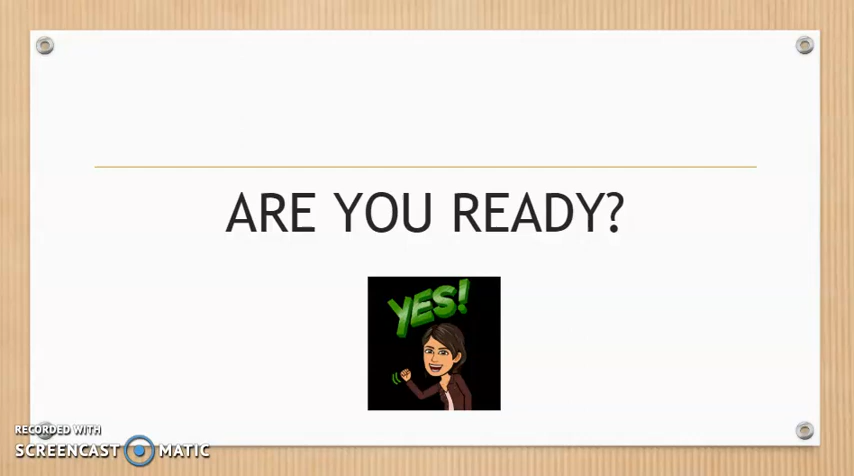 ARE YOU READY?
YES!
RECORDED WITH
SCREENCAST MATIC